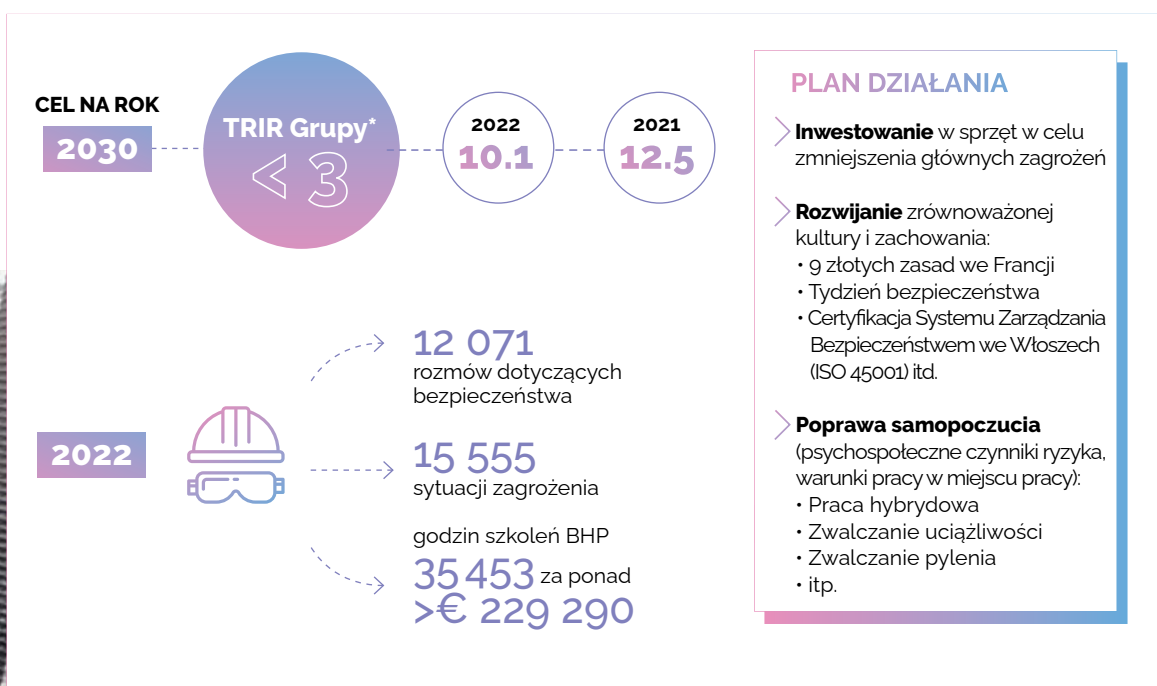 CEL NA ROK
2030
TRIR Grupy*
< 3
2022
10.1
2021
12.5
2022
12 071
rozmów dotyczących
bezpieczeństwa
15 555
sytuacji zagrożenia
godzin szkoleń BHP
35 453 za ponad
>€ 229 290
PLAN DZIAŁANIA
Inwestowanie w sprzęt w celu
zmniejszenia głównych zagrożeń
Rozwijanie zrównoważonej
kultury i zachowania:
• 9 złotych zasad we Francji
• Tydzień bezpieczeństwa
• Certyfikacja Systemu Zarządzania
Bezpieczeństwem we Włoszech
(ISO 45001) itd.
Poprawa samopoczucia
(psychospołeczne czynniki ryzyka,
warunki pracy w miejscu pracy):
• Praca hybrydowa
• Zwalczanie uciążliwości
• Zwalczanie pylenia
• itp.